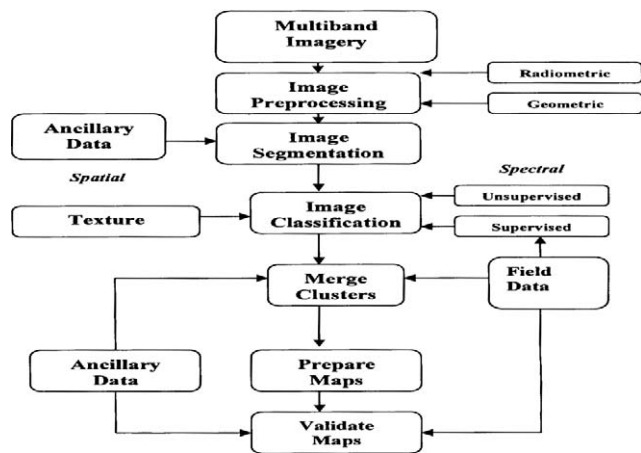 Multiband
Imagery
Radiometric
Image
Preprocessing
Geometric
Ancillary
Data
Image
Segmentation
Spatial
Spectral
Unsupervised
Texture
Image
Classification
Supervised
Merge
Clusters
Field
Data
Ancillary
Data
Prepare
Maps
Validate
Maps